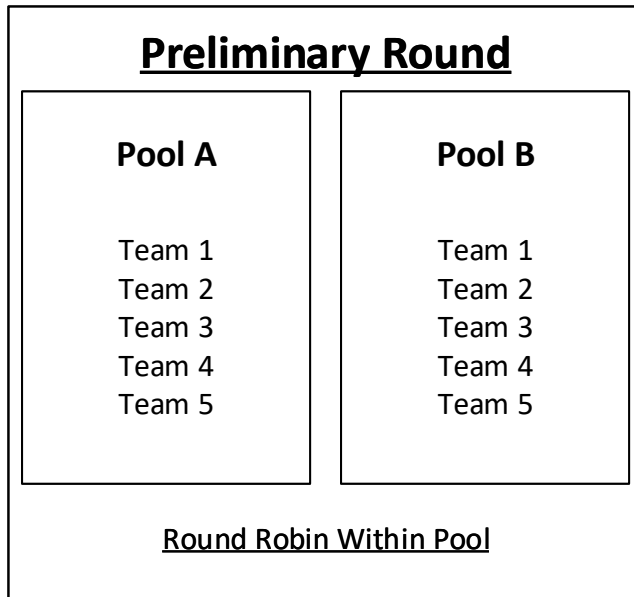 Preliminary Round
Pool A
Team 1
Team 2
Team 3
Team 4
Team 5
Pool B
Team 1
Team 2
Team 3
Team 4
Team 5
Round Robin Within Pool